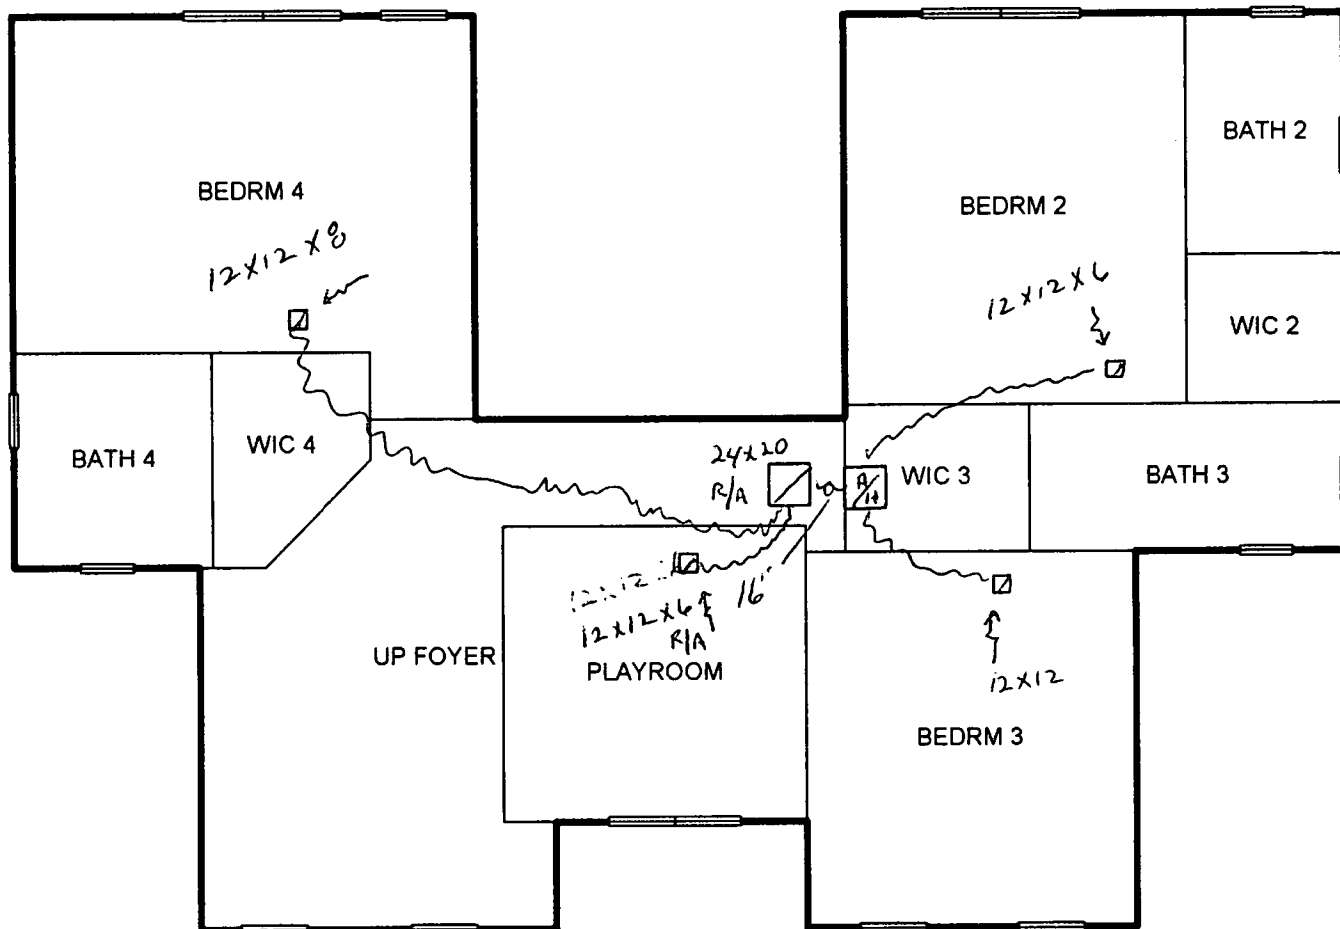 BATH 2
BEDRM 4
BEDRM 2
12X12X8
12X12X6
WIC 2
24X20
R/A
BATH 4
WIC 4
A
WIC 3
BATH 3
12X12
16"
12X12X6
R/A
UP FOYER
PLAYROOM
12X12
BEDRM 3